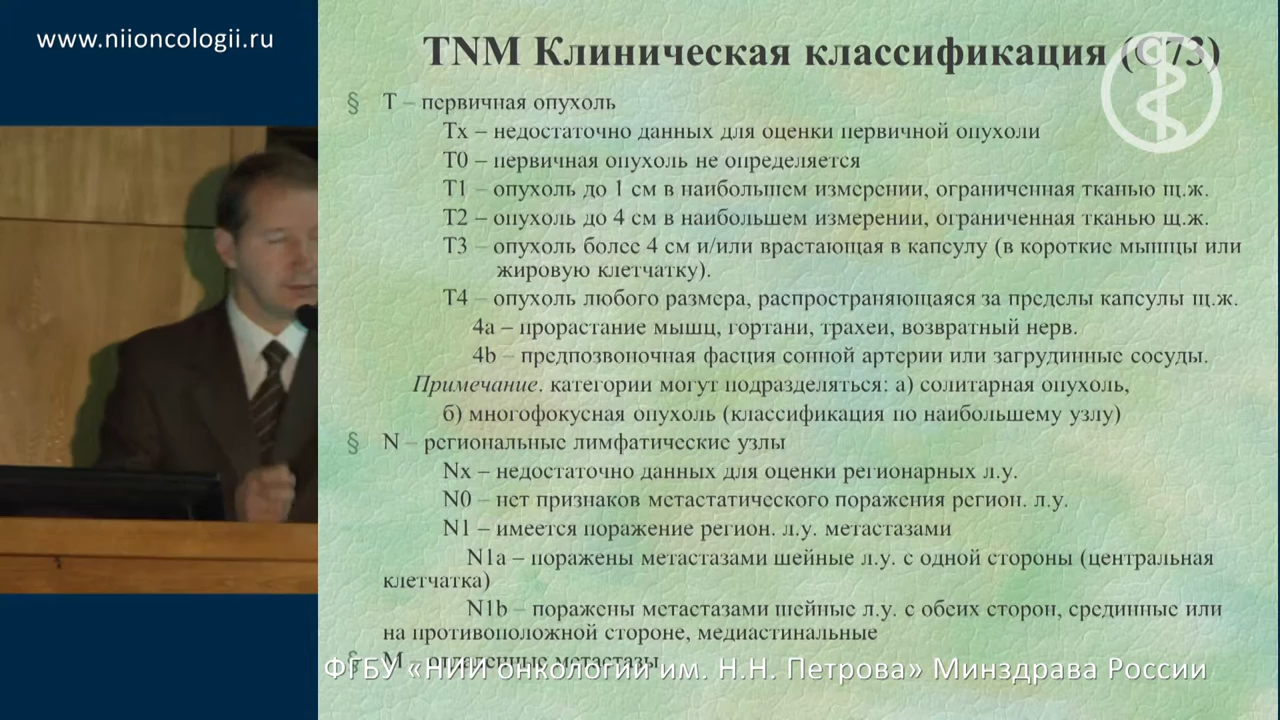 www.niioncologii.ru
TNM Клиническая классификация (C73)
§ T – первичная опухоль
Tx – недостаточно данных для оценки первичной опухоли
T0 – первичная опухоль не определяется
T1 – опухоль до 1 см в наибольшем измерении, ограниченная тканью щ.ж.
T2 – опухоль до 4 см в наибольшем измерении, ограниченная тканью щ.ж.
T3 – опухоль более 4 см и/или врастающая в капсулу (в короткие мышцы или
жировую клетчатку).
T4 – опухоль любого размера, распространяющаяся за пределы капсулы щ.ж.
4a – прорастание мышц, гортани, трахеи, возвратный нерв.
4b – предпозвоночная фасция сонной артерии или загрудинные сосуды.
Примечание. категории могут подразделяться: а) солитарная опухоль,
б) многофокусная опухоль (классификация по наибольшему узлу)
§ N – региональные лимфатические узлы
Nx – недостаточно данных для оценки регионарных л.у.
N0 – нет признаков метастатического поражения регион. л.у.
N1 – имеется поражение регион. л.у. метастазами
N1a – поражены метастазами шейные л.у. с одной стороны (центральная
клетчатка)
N1b – поражены метастазами шейные л.у. с обеих сторон, срединные или
на противоположной стороне, медиастинальные
§ M – отдаленные метастазы
ФГБУ «НИИ онкологии им. Н.Н. Петрова» Минздрава России